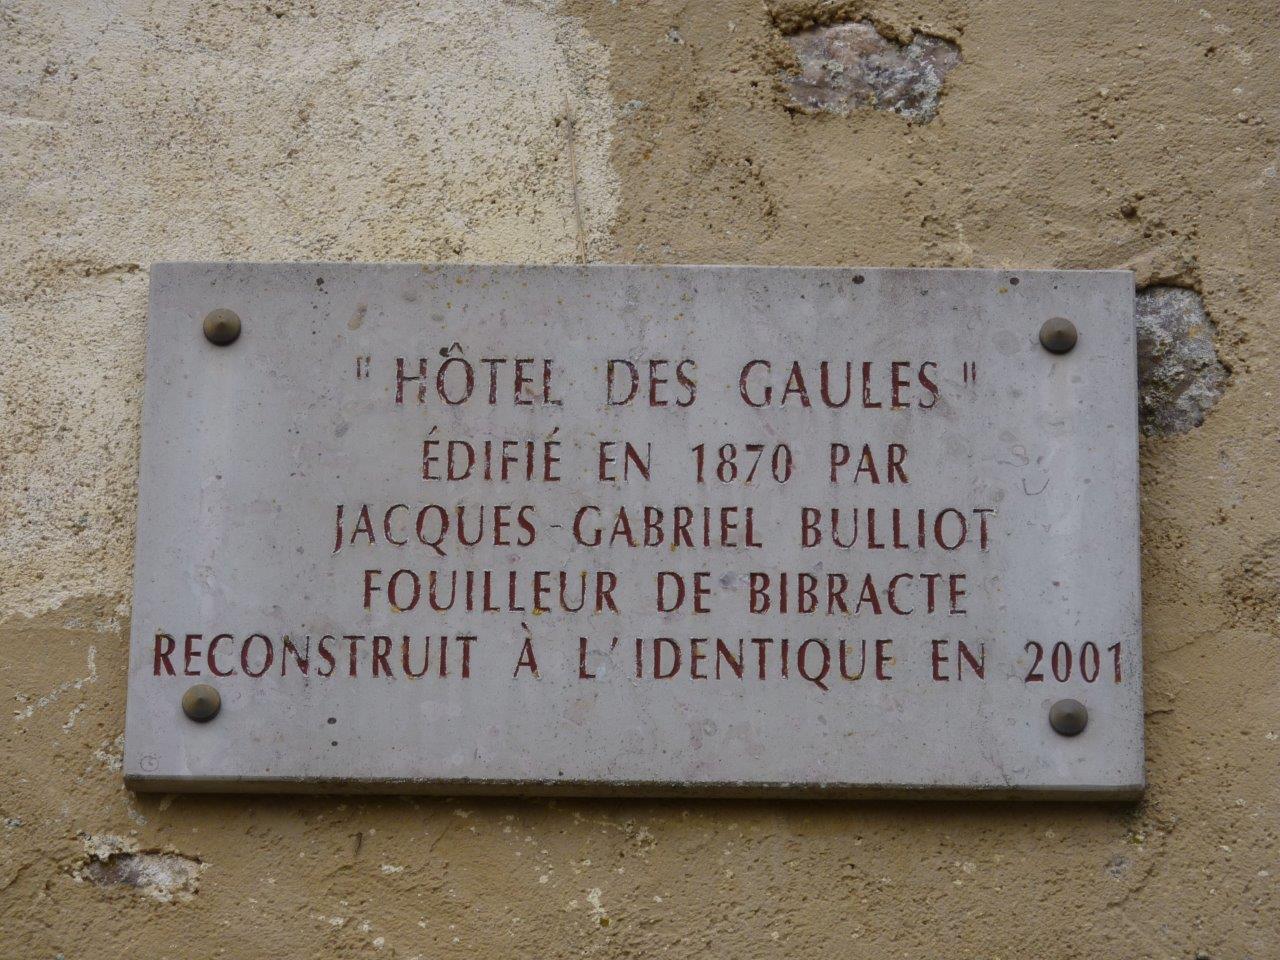 "HÔTEL DES GAULES"
ÉDIFIÉ EN 1870 PAR
JACQUES-GABRIEL BULLIOT
FOUILLEUR DE BIBRACTE
RECONSTRUIT À L'IDENTIQUE EN 2001